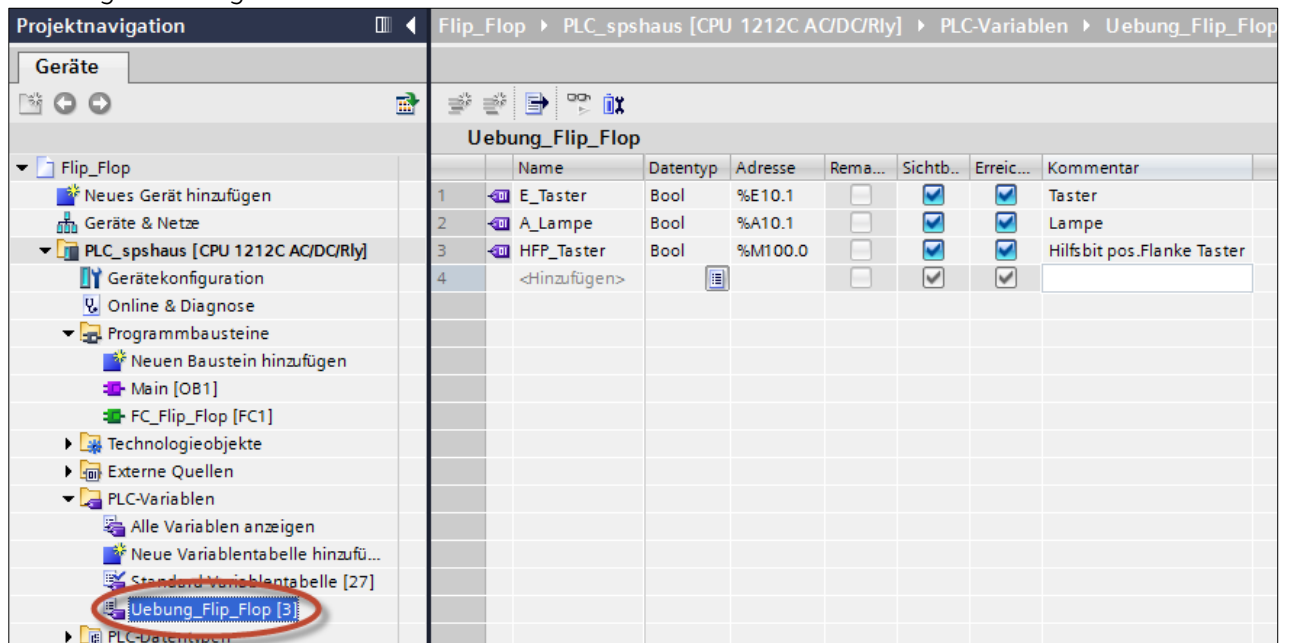 Projektnavigation
Flip_Flop ▸ PLC_spshaus [CPU 1212C AC/DC/Rly] ▸ PLC-Variablen ▸ Uebung_Flip_Flop
Geräte
Uebung_Flip_Flop
Name Datentyp Adresse Rema... Sichtb.. Erreic... Kommentar
1 E_Taster Bool %E10.1 Taster
2 A_Lampe Bool %A10.1 Lampe
3 HFP_Taster Bool %M100.0 Hilfsbit pos.Flanke Taster
4 <Hinzufügen>
Flip_Flop
Neues Gerät hinzufügen
Geräte & Netze
PLC_spshaus [CPU 1212C AC/DC/Rly]
Gerätekonfiguration
Online & Diagnose
Programmbausteine
Neuen Baustein hinzufügen
Main [OB1]
FC_Flip_Flop [FC1]
Technologieobjekte
Externe Quellen
PLC-Variablen
Alle Variablen anzeigen
Neue Variablentabelle hinzufü...
Standard-Variablentabelle [27]
Uebung_Flip_Flop [3]
PLC-Datentypen